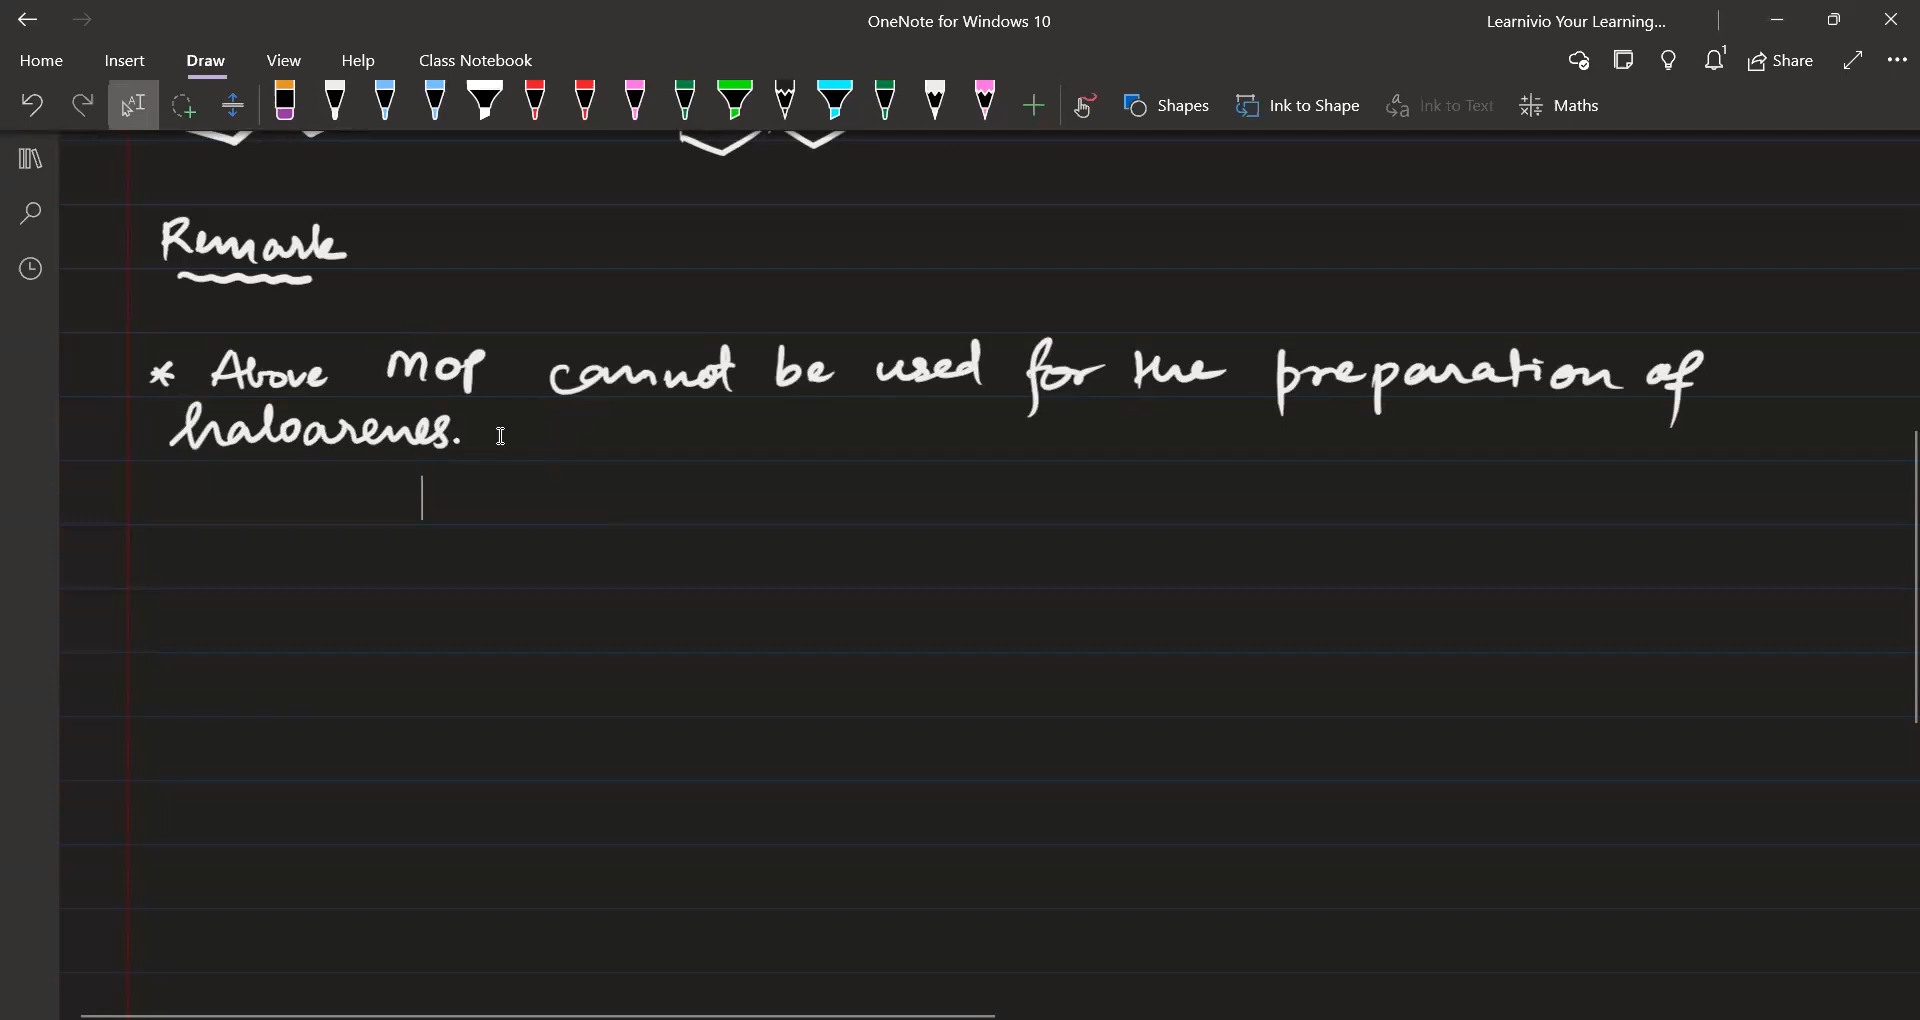 OneNote for Windows 10
Learnivio Your Learning...
Home Insert Draw View Help Class Notebook
1
Share
Shapes Ink to Shape Ink to Text Maths
Remark
* Above MOP cannot be used for the preparation of
haloarenes.